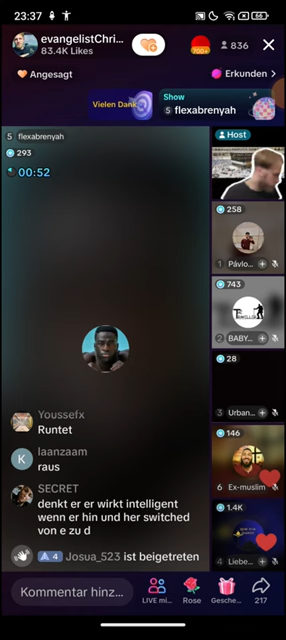 23:37
66
evangelistChri...
83.4K Likes
700+
836
Angesagt
Erkunden >
Vielen Dank
Show
5 flexabrenyah
5 flexabrenyah
293
00:52
Host
258
1 Pávlo...
743
2 BABY...
28
3 Urban...
146
6 Ex-muslim
1.4K
4 Liebe...
Youssefx
Runtet
K
laanzaam
raus
SECRET
denkt er er wirkt intelligent
wenn er hin und her switched
von e zu d
4 Josua_523 ist beigetreten
Kommentar hinz...
LIVE mi...
Rose
Gesche...
217